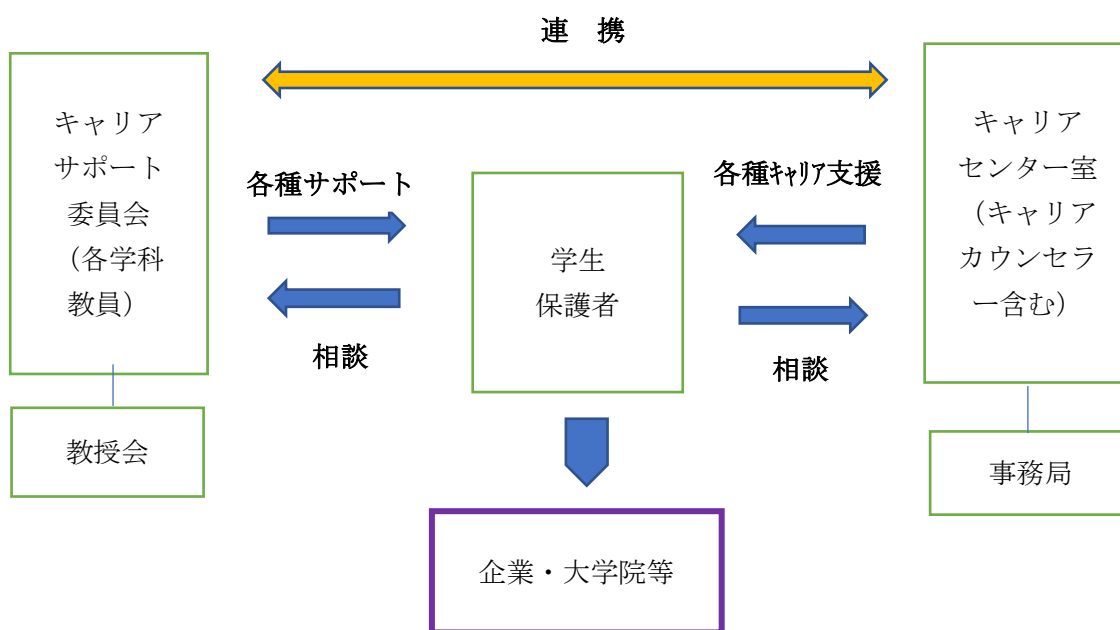 連　携
キャリア
サポート
委員会
（各学科
教員）
各種サポート
相談
学生
保護者
各種ｷｬﾘｱ支援
相談
キャリア
センター室
（キャリア
カウンセラ
ー含む）
教授会
事務局
企業・大学院等